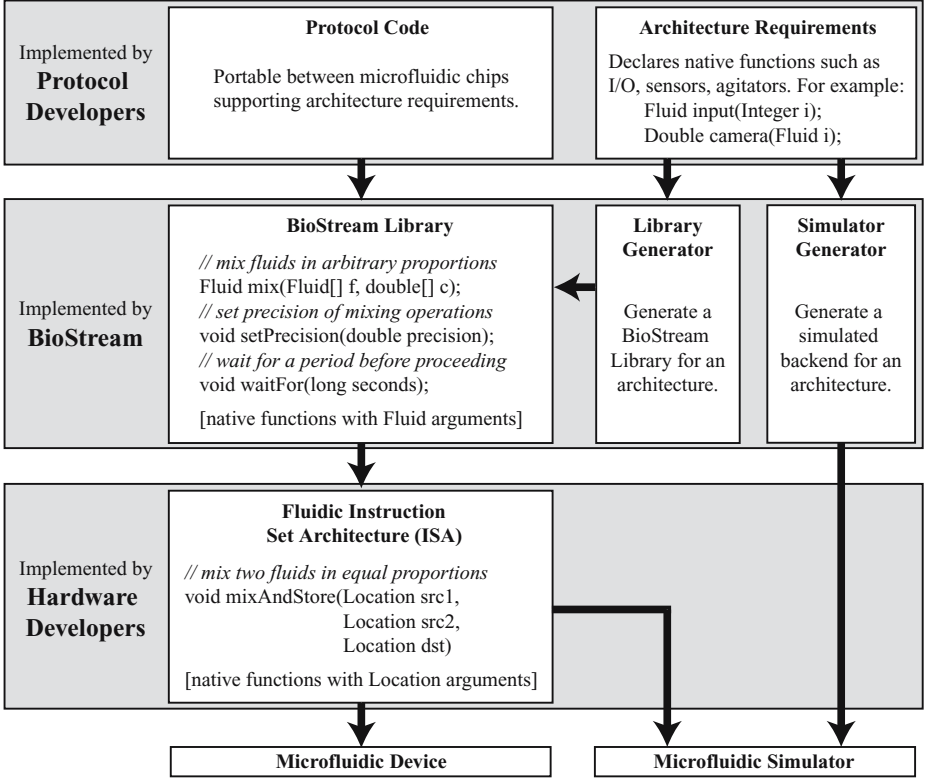 Implemented by
Protocol
Developers
Protocol Code
Portable between microfluidic chips
supporting architecture requirements.
Architecture Requirements
Declares native functions such as
I/O, sensors, agitators. For example:
Fluid input(Integer i);
Double camera(Fluid i);
Implemented by
BioStream
BioStream Library
// mix fluids in arbitrary proportions
Fluid mix(Fluid[] f, double[] c);
// set precision of mixing operations
void setPrecision(double precision);
// wait for a period before proceeding
void waitFor(long seconds);
[native functions with Fluid arguments]
Library
Generator
Generate a
BioStream
Library for an
architecture.
Simulator
Generator
Generate a
simulated
backend for an
architecture.
Implemented by
Hardware
Developers
Fluidic Instruction
Set Architecture (ISA)
// mix two fluids in equal proportions
void mixAndStore(Location src1,
Location src2,
Location dst)
[native functions with Location arguments]
Microfluidic Device
Microfluidic Simulator